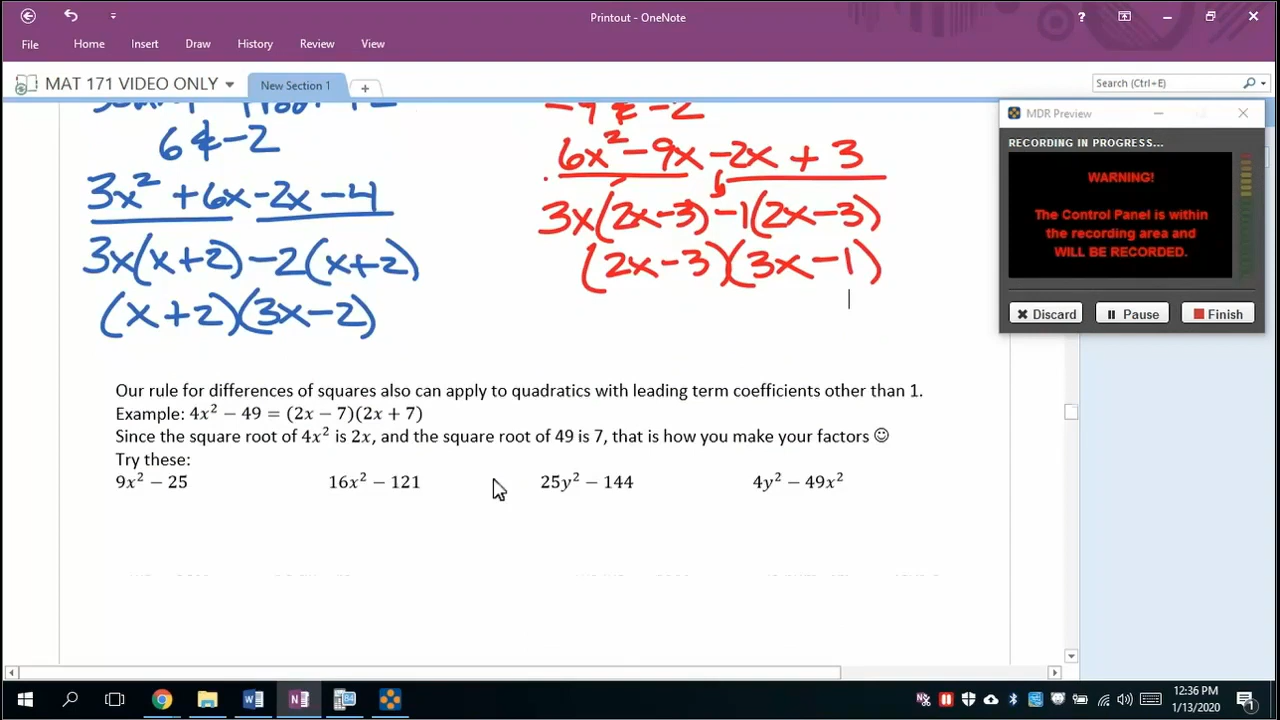 Printout - OneNote
File Home Insert Draw History Review View
MAT 171 VIDEO ONLY New Section 1 + Search (Ctrl+E)
MDR Preview
RECORDING IN PROGRESS...
WARNING!
The Control Panel is within
the recording area and
WILL BE RECORDED.
Discard Pause Finish
6 & -2
3x² + 6x - 2x - 4
3x(x+2) - 2(x+2)
(x+2)(3x-2)
-9 & -2
6x² - 9x - 2x + 3
3x(2x-3) - 1(2x-3)
(2x-3)(3x-1)
Our rule for differences of squares also can apply to quadratics with leading term coefficients other than 1.
Example: 4x² − 49 = (2x − 7)(2x + 7)
Since the square root of 4x² is 2x, and the square root of 49 is 7, that is how you make your factors ☺
Try these:
9x² − 25 16x² − 121 25y² − 144 4y² − 49x²
12:36 PM
1/13/2020